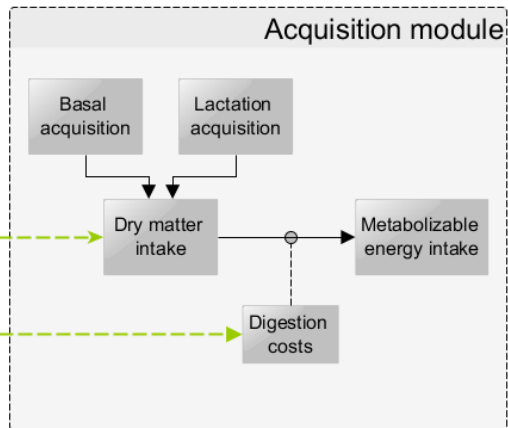 Acquisition module
Basal
acquisition
Lactation
acquisition
Dry matter
intake
Metabolizable
energy intake
Digestion
costs